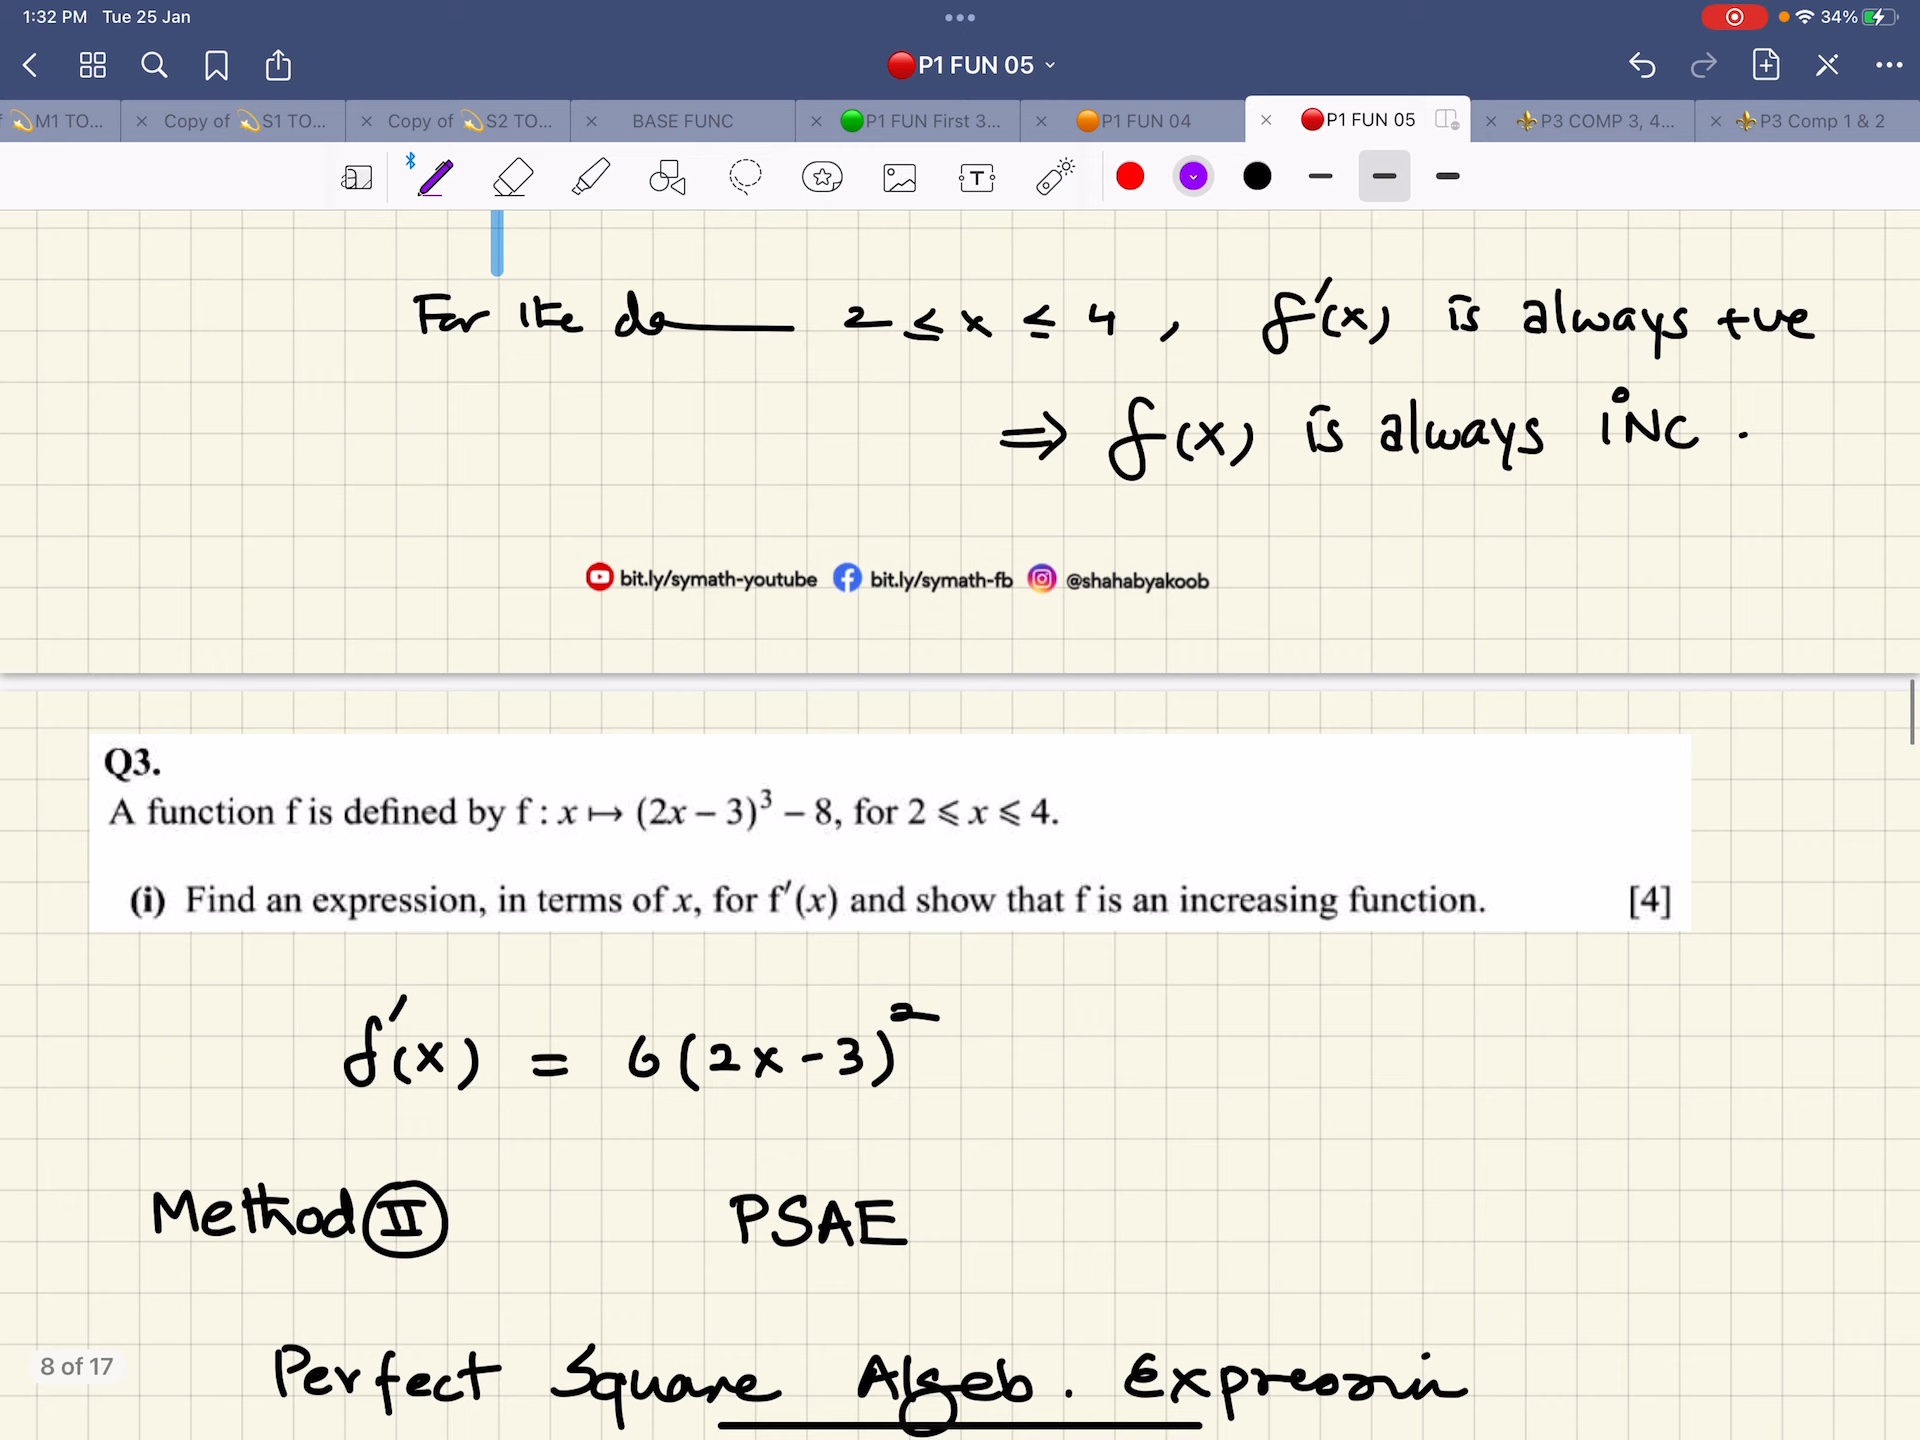 1:32 PM Tue 25 Jan
34%
P1 FUN 05
M1 TO...
Copy of S1 TO...
Copy of S2 TO...
BASE FUNC
P1 FUN First 3...
P1 FUN 04
P1 FUN 05
P3 COMP 3, 4...
P3 Comp 1 & 2
For the do 2 ≤ x ≤ 4 , f'(x) is always +ve
⇒ f(x) is always INC .
bit.ly/symath-youtube bit.ly/symath-fb @shahabyakoob
Q3.
A function f is defined by f : x ↦ (2x – 3)³ – 8, for 2 ⩽ x ⩽ 4.
(i) Find an expression, in terms of x, for f′(x) and show that f is an increasing function. [4]
f'(x) = 6(2x-3)²
Method II PSAE
8 of 17
Perfect Square Algeb. Expression